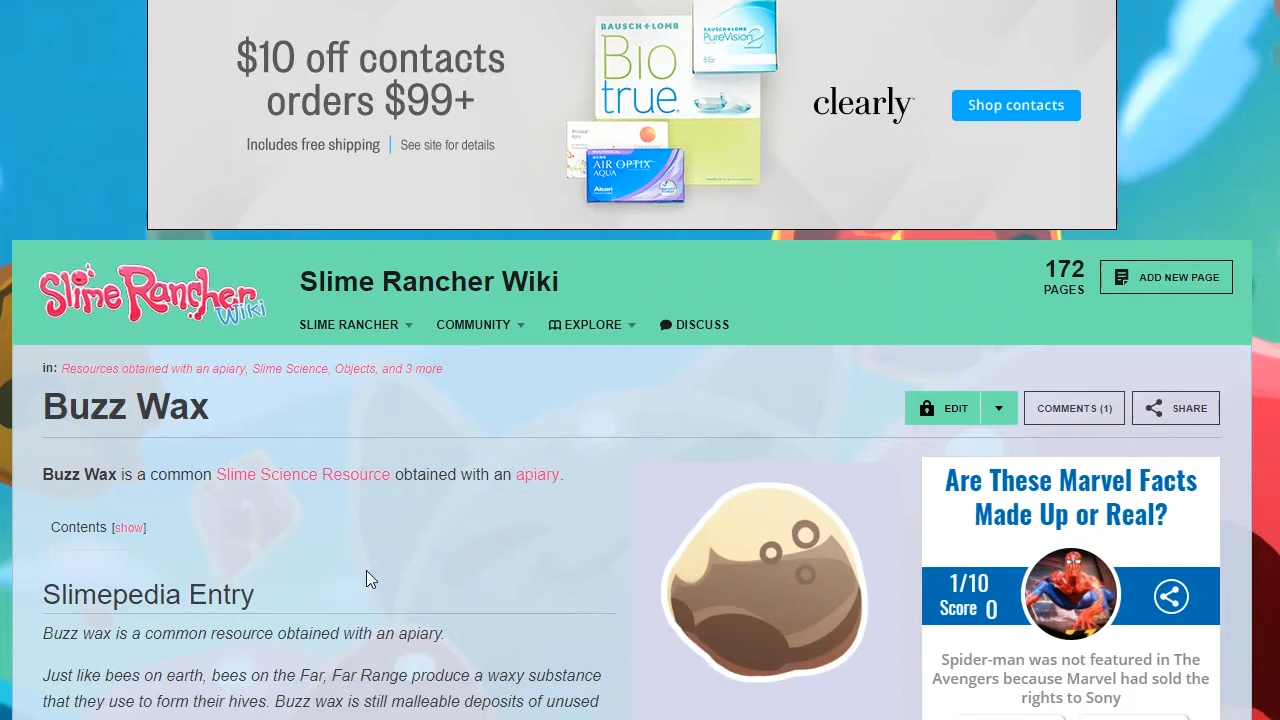 $10 off contacts
orders $99+
Includes free shipping | See site for details
BAUSCH+LOMB
Bio
true
BAUSCH+LOMB
PureVision2
AIR OPTIX
AQUA
Alcon
clearly
Shop contacts
Slime Rancher
Wiki
Slime Rancher Wiki
172
PAGES
ADD NEW PAGE
SLIME RANCHER
COMMUNITY
EXPLORE
DISCUSS
in: Resources obtained with an apiary, Slime Science, Objects, and 3 more
Buzz Wax
EDIT
COMMENTS (1)
SHARE
Buzz Wax is a common Slime Science Resource obtained with an apiary.
Contents [show]
Slimepedia Entry
Buzz wax is a common resource obtained with an apiary.
Just like bees on earth, bees on the Far, Far Range produce a waxy substance
that they use to form their hives. Buzz wax is still malleable deposits of unused
Are These Marvel Facts
Made Up or Real?
1/10
Score 0
Spider-man was not featured in The
Avengers because Marvel had sold the
rights to Sony